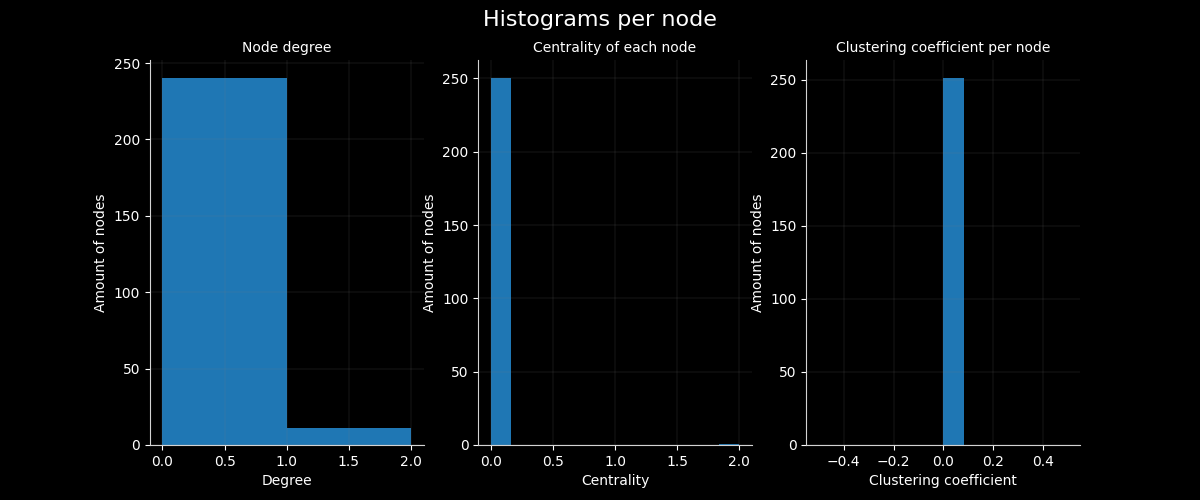 Histograms per node
Node degree
250
200
150
100
50
0
Amount of nodes
0.0 0.5 1.0 1.5 2.0
Degree
Centrality of each node
250
200
150
100
50
0
Amount of nodes
0.0 0.5 1.0 1.5 2.0
Centrality
Clustering coefficient per node
250
200
150
100
50
0
Amount of nodes
−0.4 −0.2 0.0 0.2 0.4
Clustering coefficient